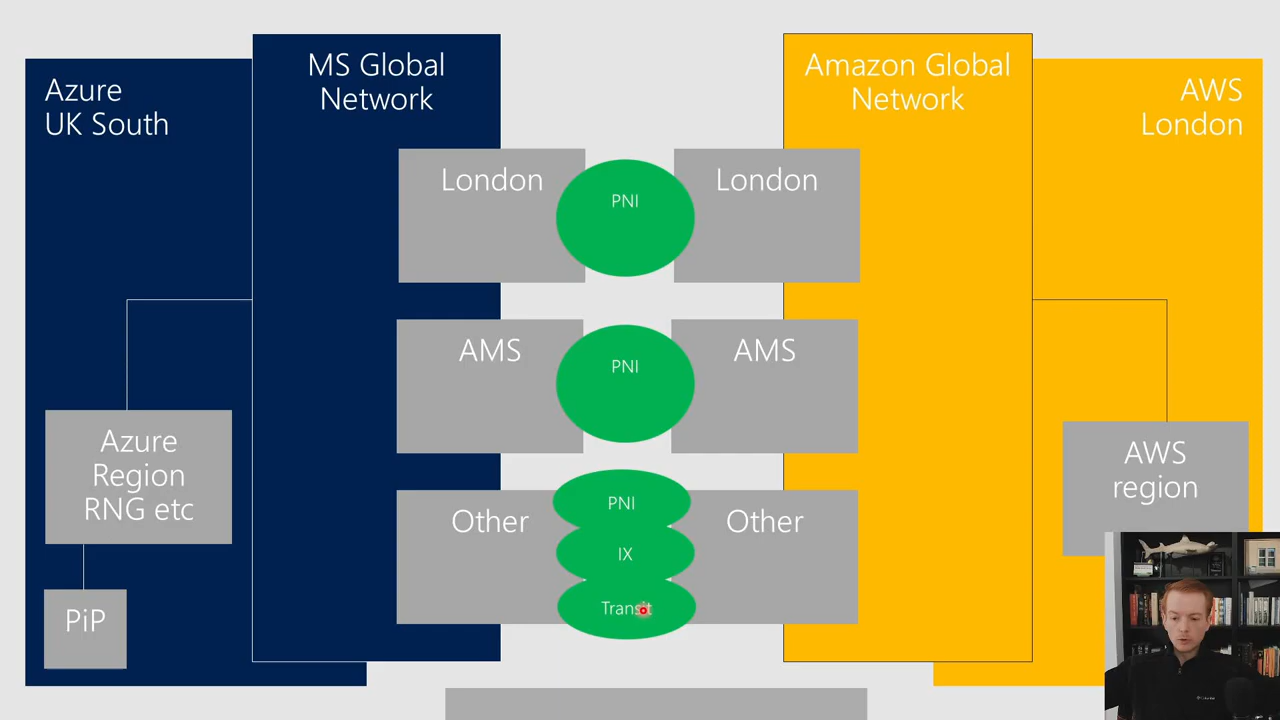 Azure
UK South
MS Global
Network
Amazon Global
Network
AWS
London
London
PNI
London
AMS
PNI
AMS
Other
PNI
IX
Transit
Other
Azure
Region
RNG etc
PiP
AWS
region